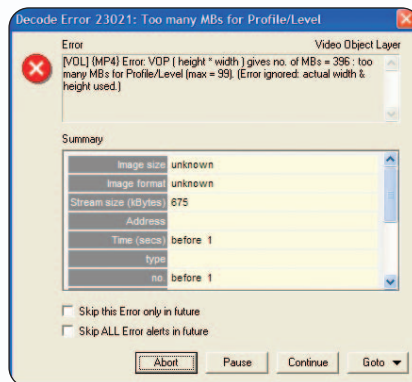 Decode Error 23021: Too many MBs for Profile/Level
Error Video Object Layer
[VOL] {MP4} Error: VOP ( height * width ) gives no. of MBs = 396 : too
many MBs for Profile/Level (max = 99). (Error ignored: actual width &
height used.)
Summary
Image size unknown
Image format unknown
Stream size (kBytes) 675
Address
Time (secs) before 1
type
no. before 1
Skip this Error only in future
Skip ALL Error alerts in future
Abort Pause Continue Goto